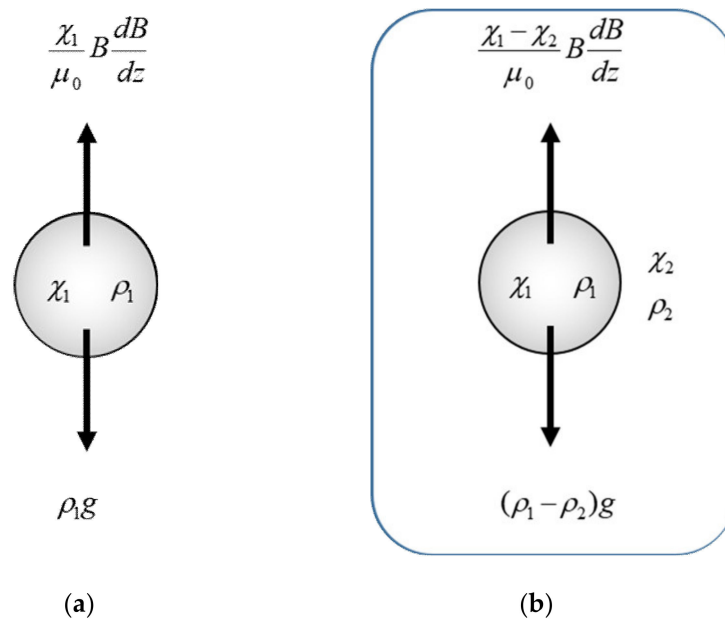 χ₁/μ₀ B dB/dz
χ₁ ρ₁
ρ₁g
(a)
χ₁ − χ₂/μ₀ B dB/dz
χ₁ ρ₁
χ₂
ρ₂
(ρ₁ − ρ₂)g
(b)